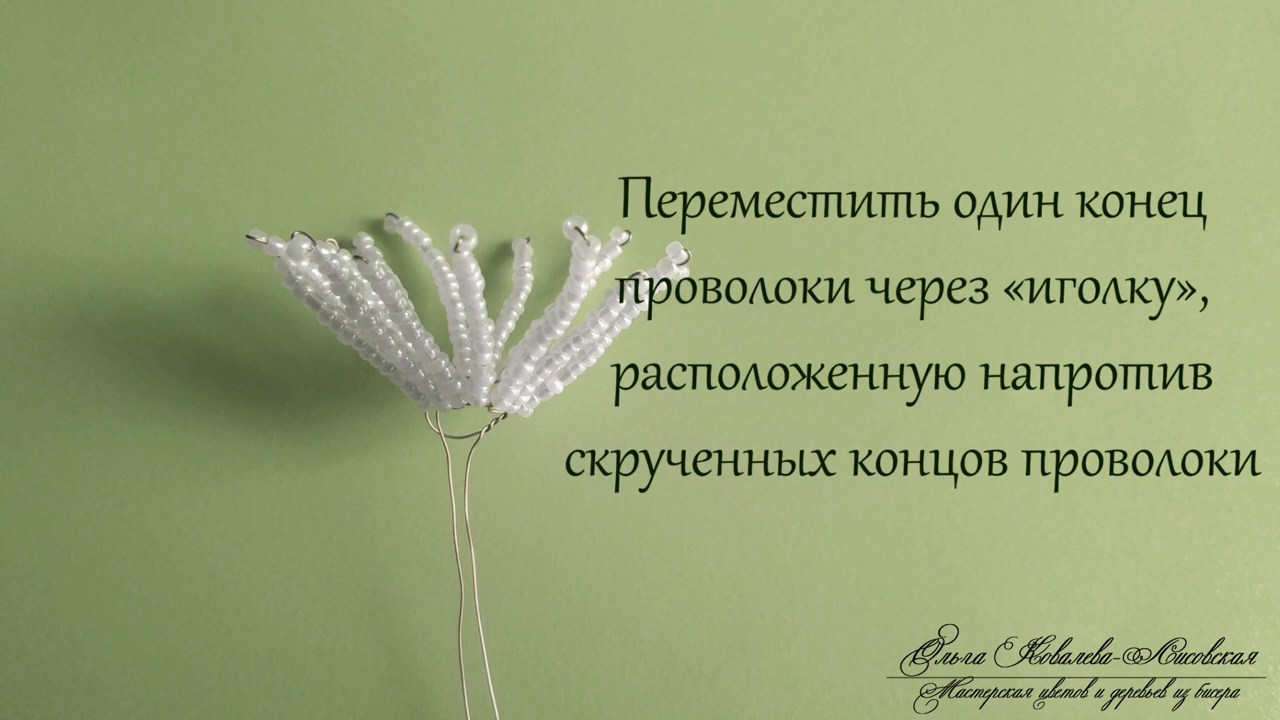 Переместить один конец
проволоки через «иголку»,
расположенную напротив
скрученных концов проволоки
Ольга Ковалева-Лисовская
Мастерская цветов и деревьев из бисера